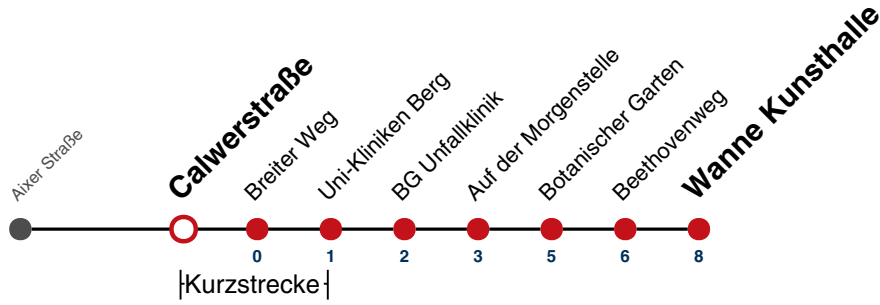 Aixer Straße
Calwerstraße
Breiter Weg
Uni-Kliniken Berg
BG Unfallklinik
Auf der Morgenstelle
Botanischer Garten
Beethovenweg
Wanne Kunsthalle
0 1 2 3 5 6 8
Kurzstrecke